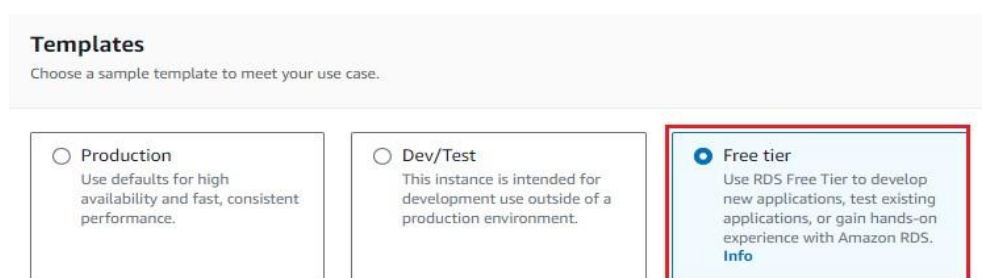 Templates
Choose a sample template to meet your use case.
Production
Use defaults for high
availability and fast, consistent
performance.
Dev/Test
This instance is intended for
development use outside of a
production environment.
Free tier
Use RDS Free Tier to develop
new applications, test existing
applications, or gain hands-on
experience with Amazon RDS.
Info